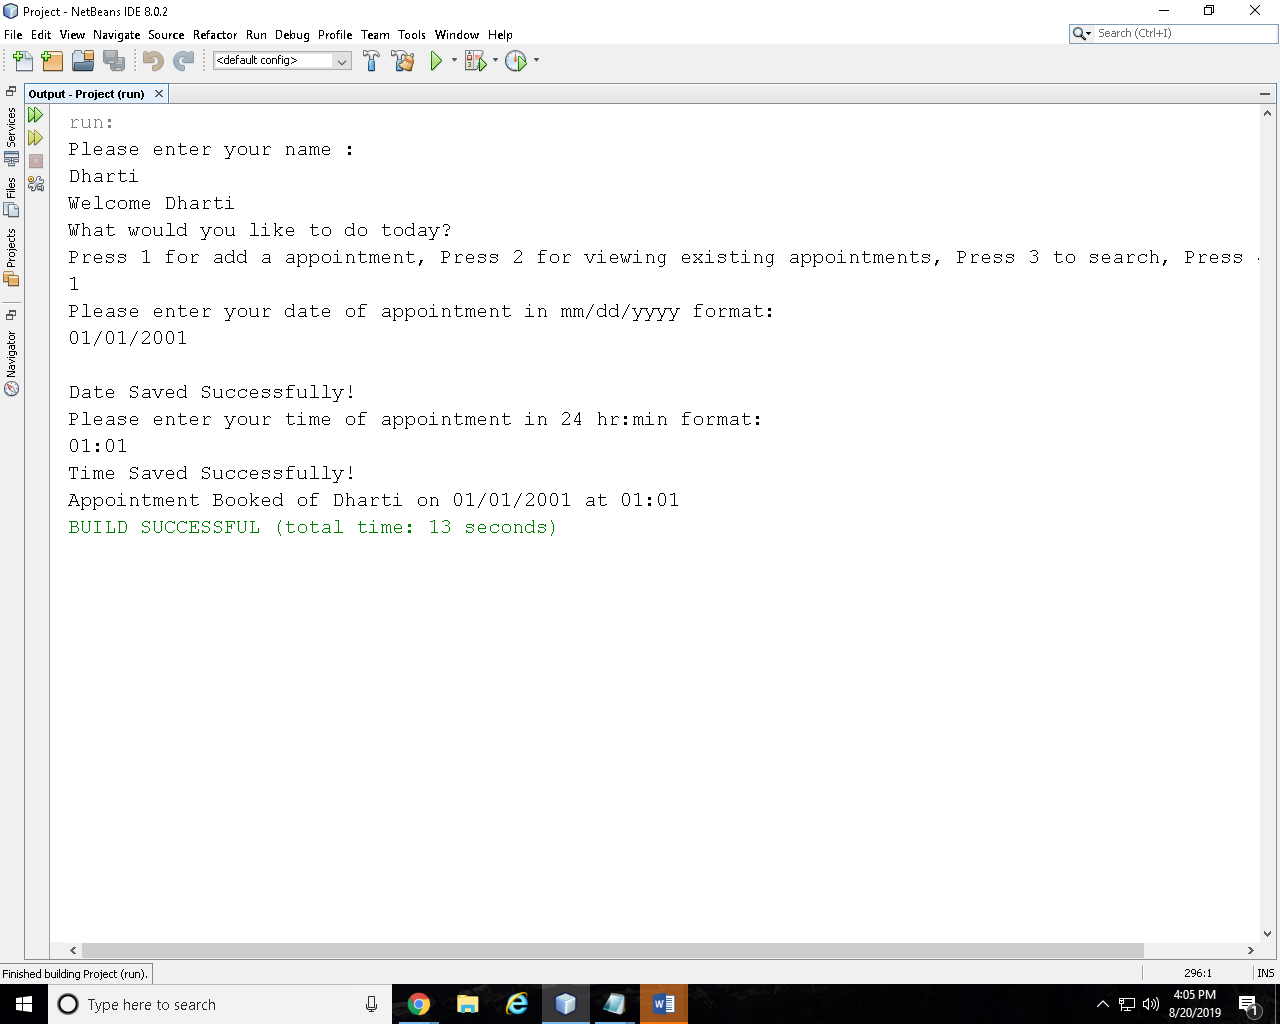 Project - NetBeans IDE 8.0.2
File Edit View Navigate Source Refactor Run Debug Profile Team Tools Window Help
Search (Ctrl+I)
<default config>
Output - Project (run)
Services
Files
Projects
Navigator
run:
Please enter your name :
Dharti
Welcome Dharti
What would you like to do today?
Press 1 for add a appointment, Press 2 for viewing existing appointments, Press 3 to search, Press
1
Please enter your date of appointment in mm/dd/yyyy format:
01/01/2001
Date Saved Successfully!
Please enter your time of appointment in 24 hr:min format:
01:01
Time Saved Successfully!
Appointment Booked of Dharti on 01/01/2001 at 01:01
BUILD SUCCESSFUL (total time: 13 seconds)
Finished building Project (run).
296:1
INS
Type here to search
4:05 PM
8/20/2019
1